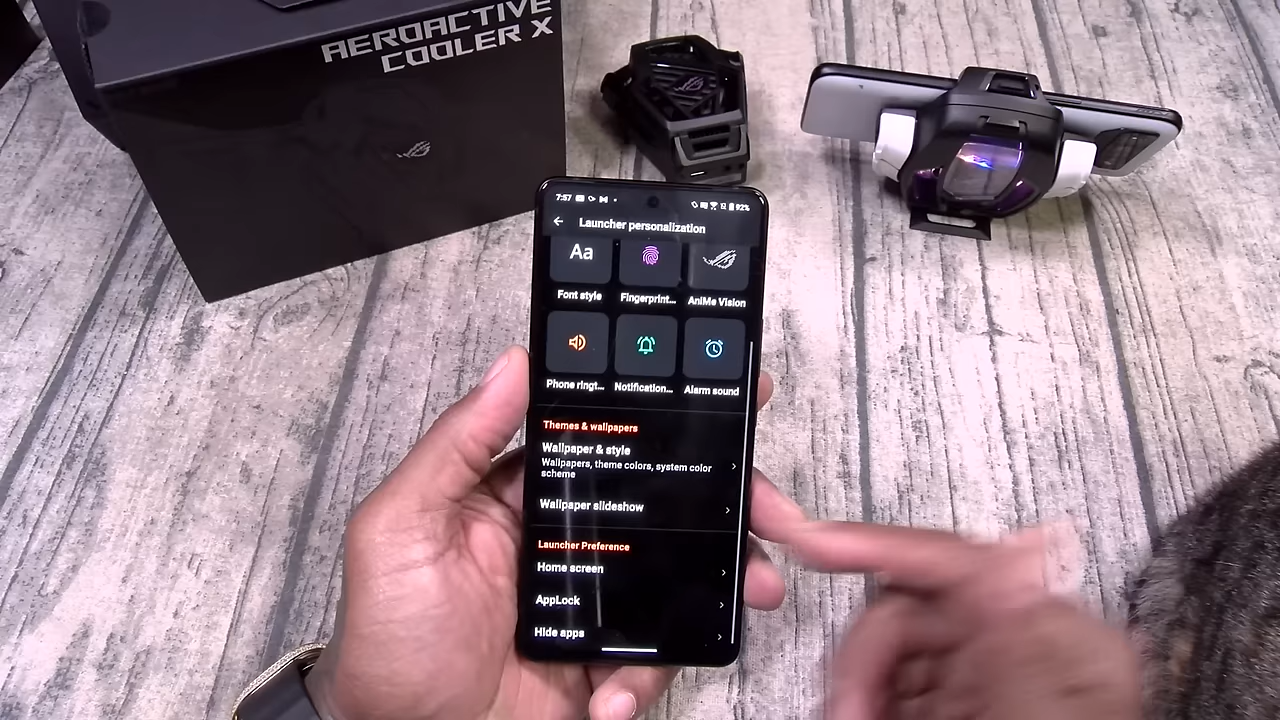 AEROACTIVE
COOLER X
7:57
92%
Launcher personalization
Aa
Font style
Fingerprint...
AniMe Vision
Phone ringt...
Notification...
Alarm sound
Themes & wallpapers
Wallpaper & style
Wallpapers, theme colors, system color
scheme
Wallpaper slideshow
Launcher Preference
Home screen
AppLock
Hide apps